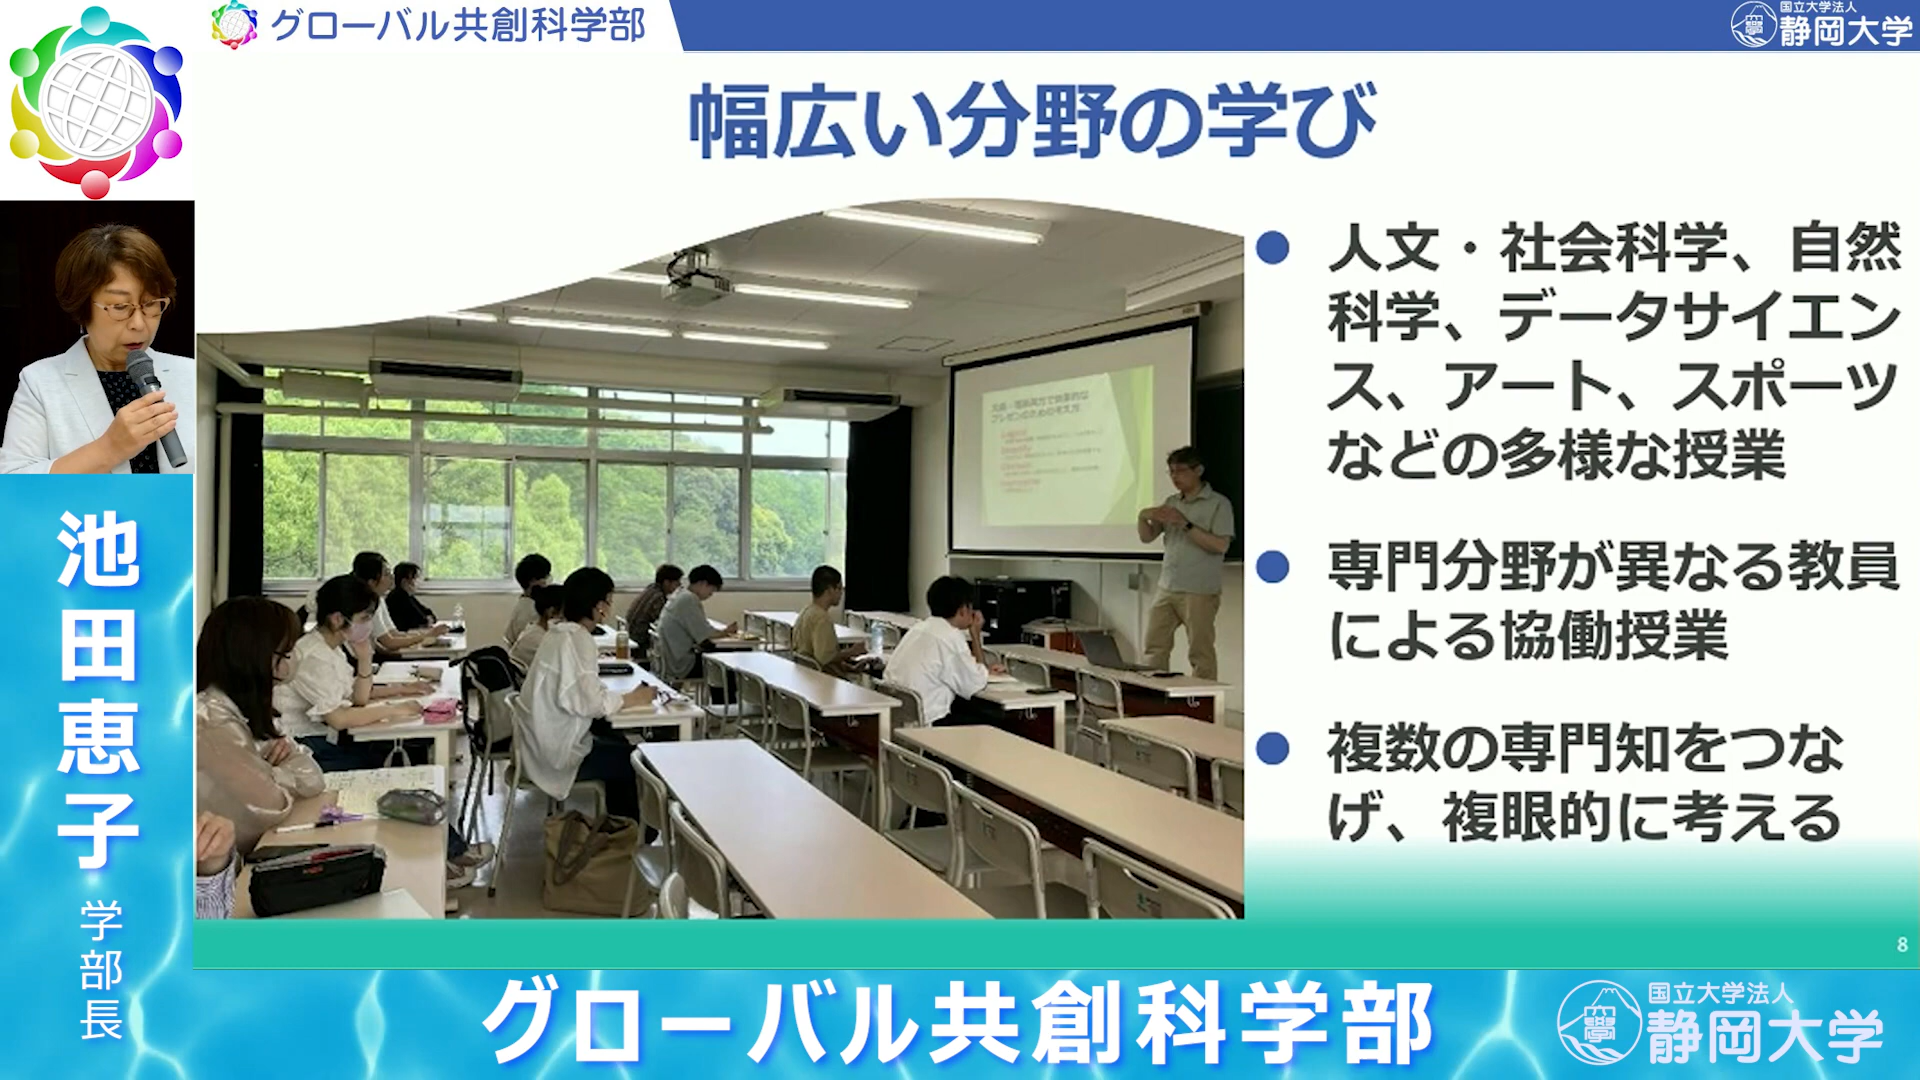 グローバル共創科学部
国立大学法人
静岡大学
幅広い分野の学び
人文・社会科学、自然
科学、データサイエン
ス、アート、スポーツ
などの多様な授業
専門分野が異なる教員
による協働授業
複数の専門知をつな
げ、複眼的に考える
8
池田恵子 学部長
グローバル共創科学部
国立大学法人
静岡大学